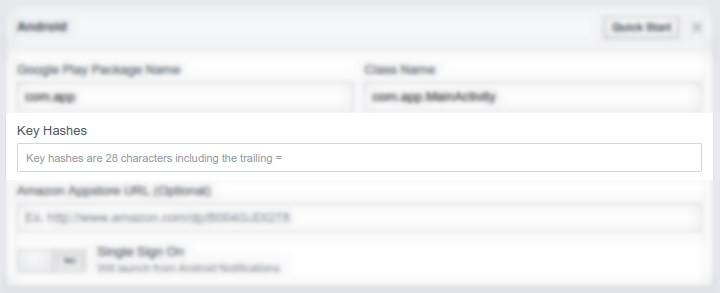 Android
Quick Start
Google Play Package Name
Class Name
com.app
com.app.MainActivity
Key Hashes
Key hashes are 28 characters including the trailing =
Amazon Appstore URL (Optional)
Ex. http://www.amazon.com/dp/
Single Sign On
Will launch from Android Notifications